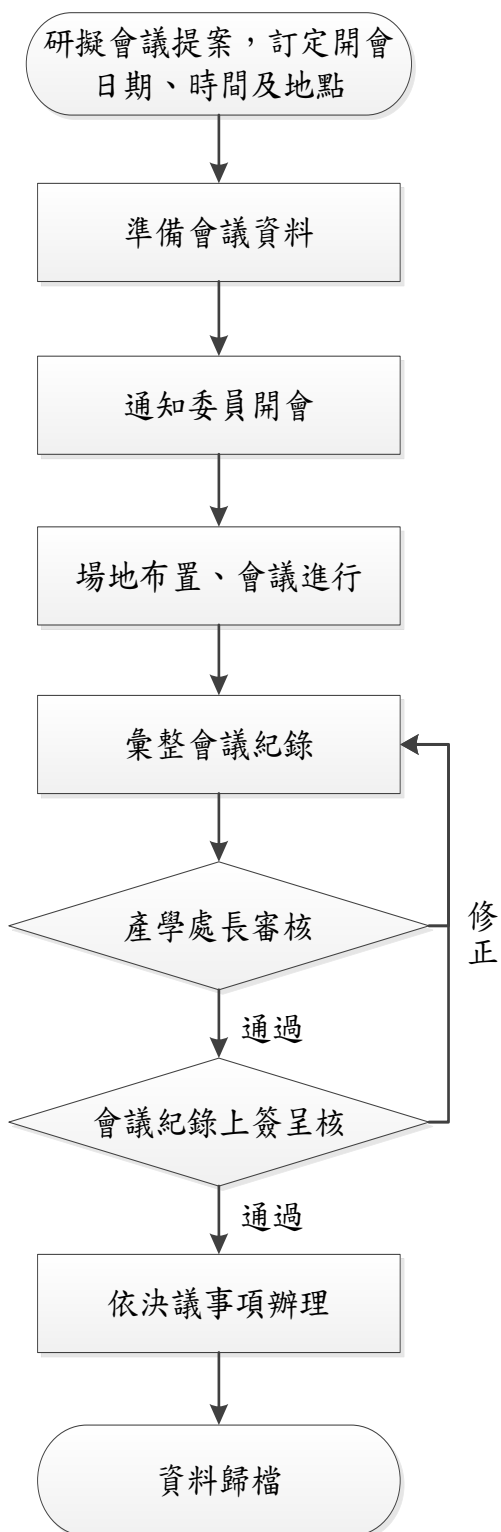 研擬會議提案，訂定開會
日期、時間及地點
準備會議資料
通知委員開會
場地布置、會議進行
彙整會議紀錄
產學處長審核
修正
通過
會議紀錄上簽呈核
通過
依決議事項辦理
資料歸檔